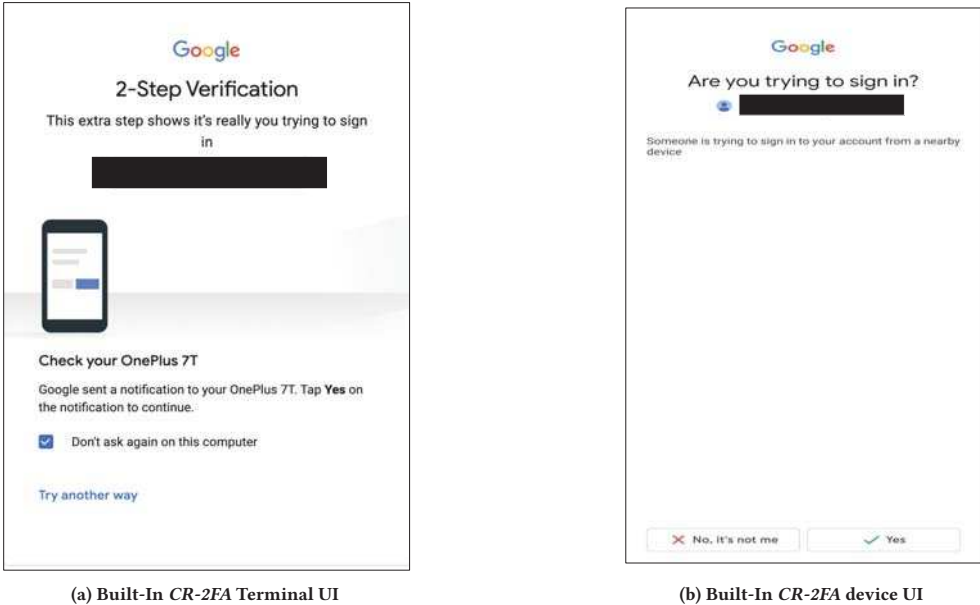 Google
2-Step Verification
This extra step shows it's really you trying to sign
in
Check your OnePlus 7T
Google sent a notification to your OnePlus 7T. Tap Yes on
the notification to continue.
Don't ask again on this computer
Try another way
(a) Built-In CR-2FA Terminal UI
Google
Are you trying to sign in?
Someone is trying to sign in to your account from a nearby
device
No, it's not me
Yes
(b) Built-In CR-2FA device UI